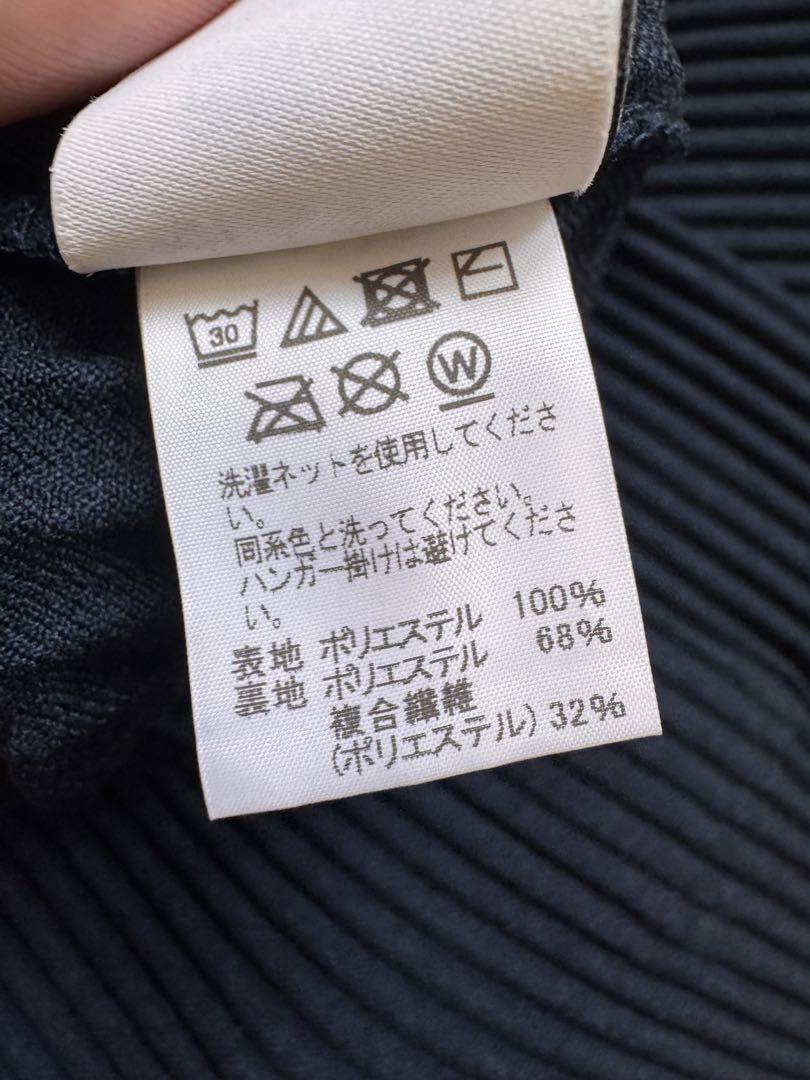 30
W
洗濯ネットを使用してくださ
い。
同系色と洗ってください。
ハンガー掛けは避けてくださ
い。
表地 ポリエステル 100%
裏地 ポリエステル 68%
複合繊維
(ポリエステル) 32%